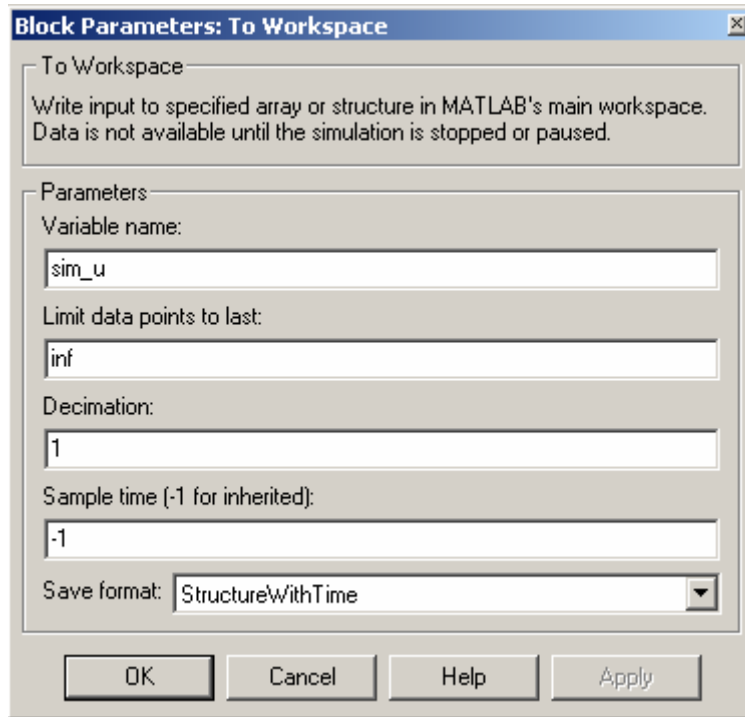 Block Parameters: To Workspace
To Workspace
Write input to specified array or structure in MATLAB's main workspace.
Data is not available until the simulation is stopped or paused.
Parameters
Variable name:
sim_u
Limit data points to last:
inf
Decimation:
1
Sample time (-1 for inherited):
-1
Save format: StructureWithTime
OK Cancel Help Apply